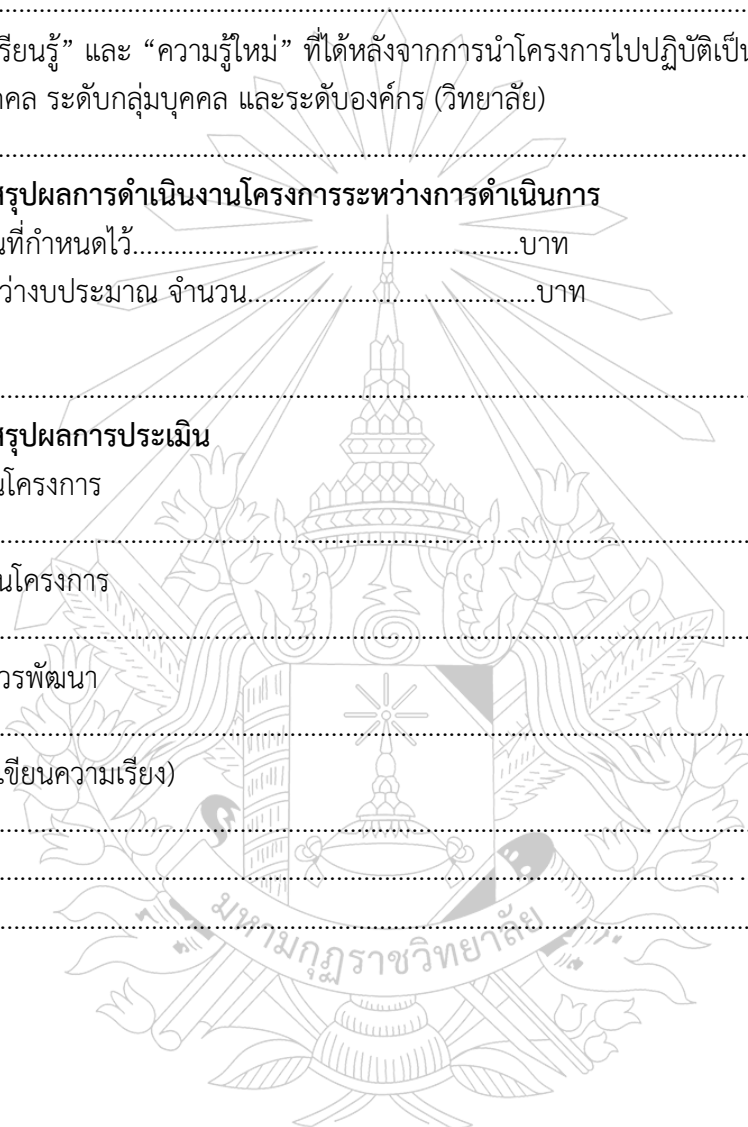 รียนรู้” และ “ความรู้ใหม่” ที่ได้หลังจากการนำโครงการไปปฏิบัติเป็น
คคล ระดับกลุ่มบุคคล และระดับองค์กร (วิทยาลัย)
สรุปผลการดำเนินงานโครงการระหว่างการดำเนินการ
นที่กำหนดไว้..................................................บาท
ว่างบประมาณ จำนวน.....................................บาท
สรุปผลการประเมิน
นโครงการ
นโครงการ
วรพัฒนา
เขียนความเรียง)
มหามกุฏราชวิทยาลัย